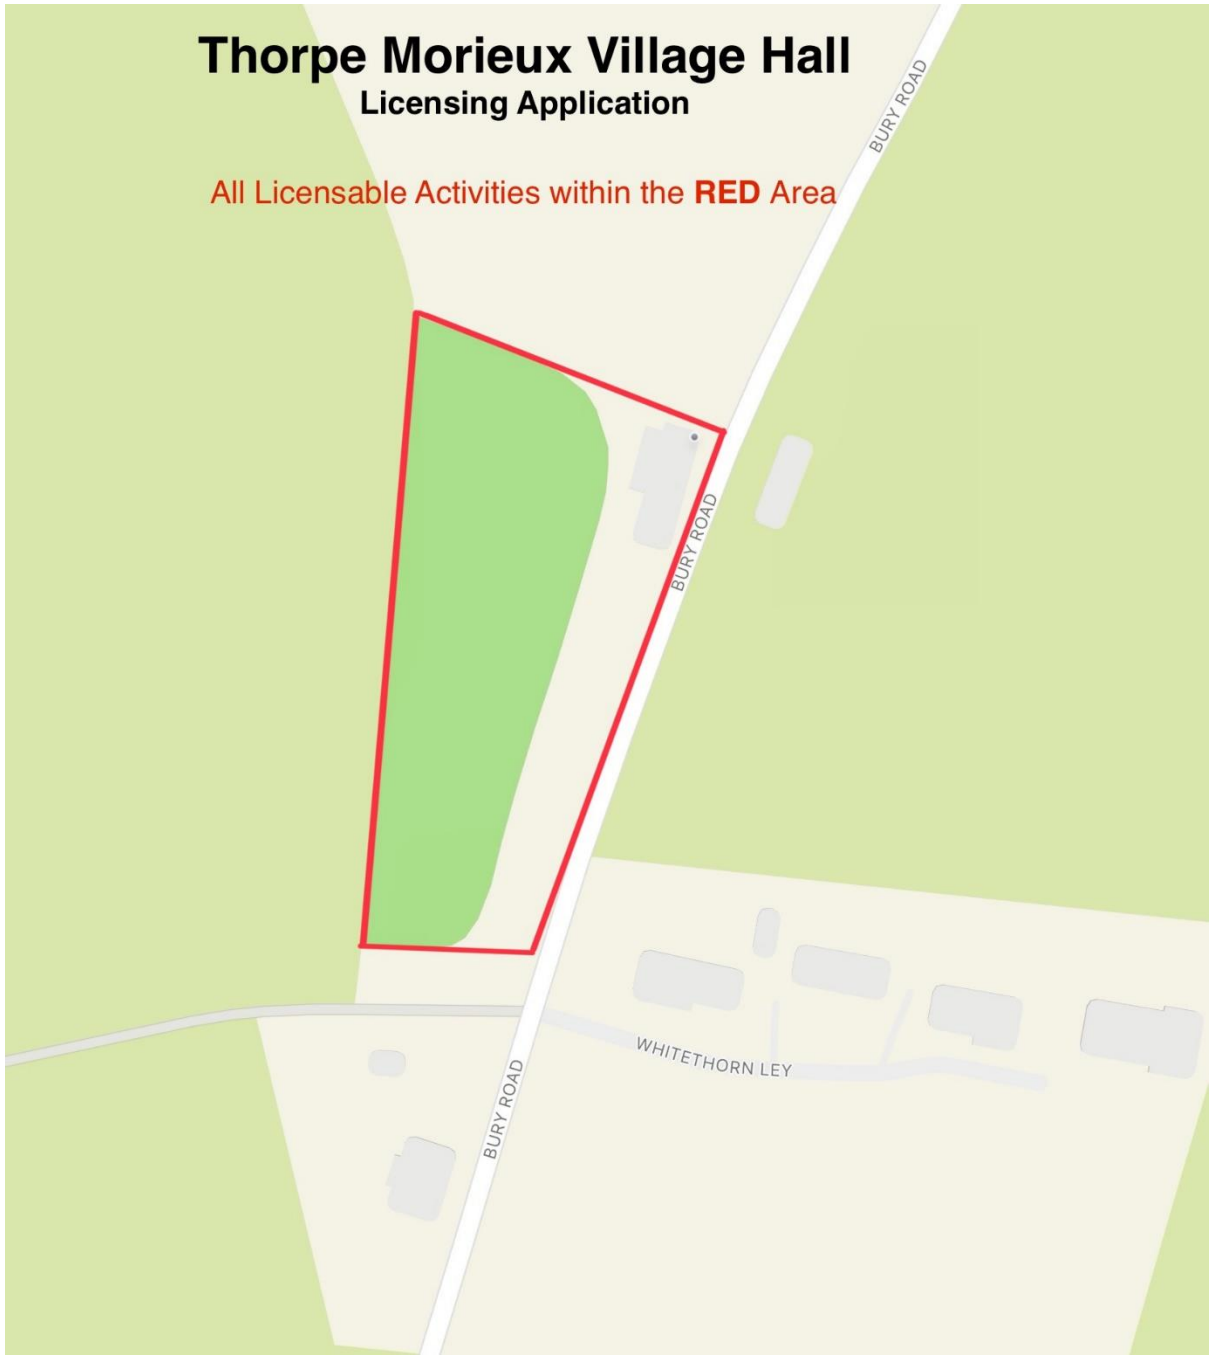 Thorpe Morieux Village Hall
Licensing Application
BURY ROAD
All Licensable Activities within the RED Area
BURY ROAD
WHITETHORN LEY
BURY ROAD